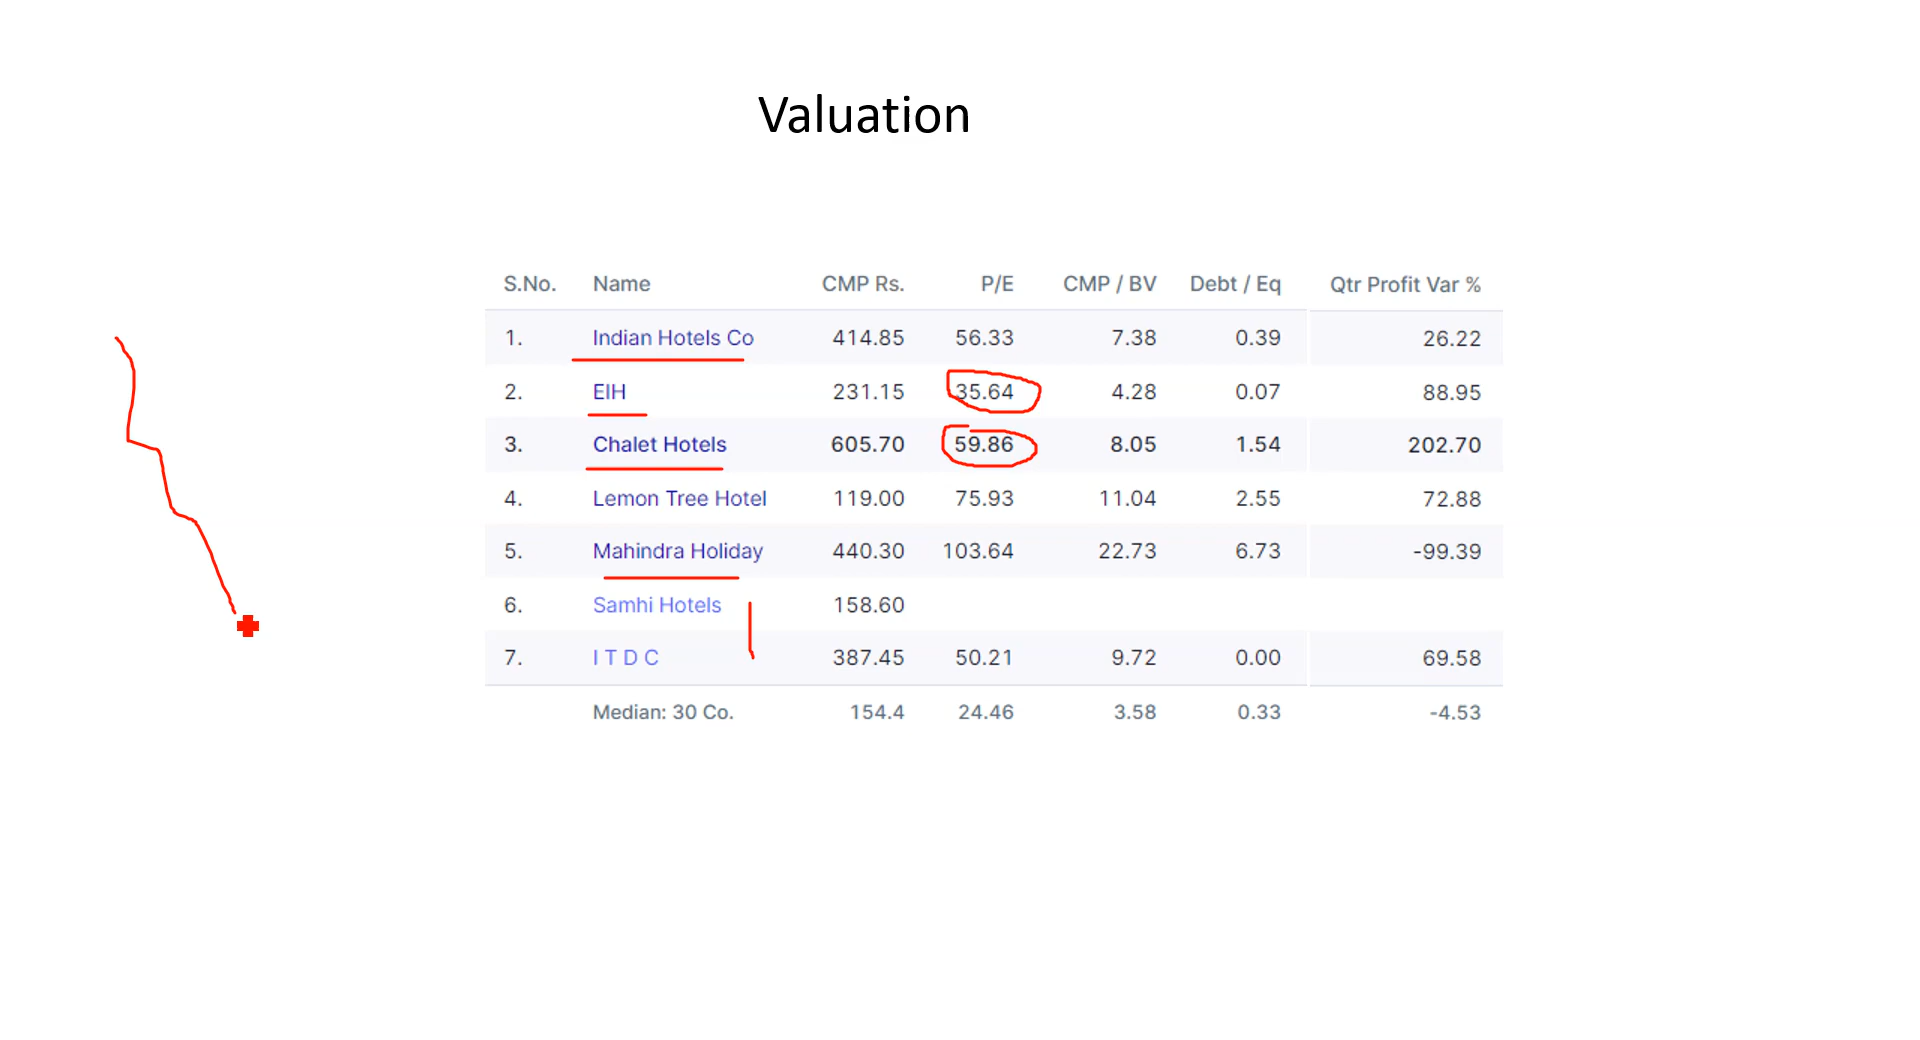 Valuation
S.No. Name CMP Rs. P/E CMP / BV Debt / Eq Qtr Profit Var %
1. Indian Hotels Co 414.85 56.33 7.38 0.39 26.22
2. EIH 231.15 35.64 4.28 0.07 88.95
3. Chalet Hotels 605.70 59.86 8.05 1.54 202.70
4. Lemon Tree Hotel 119.00 75.93 11.04 2.55 72.88
5. Mahindra Holiday 440.30 103.64 22.73 6.73 -99.39
6. Samhi Hotels 158.60
7. I T D C 387.45 50.21 9.72 0.00 69.58
Median: 30 Co. 154.4 24.46 3.58 0.33 -4.53